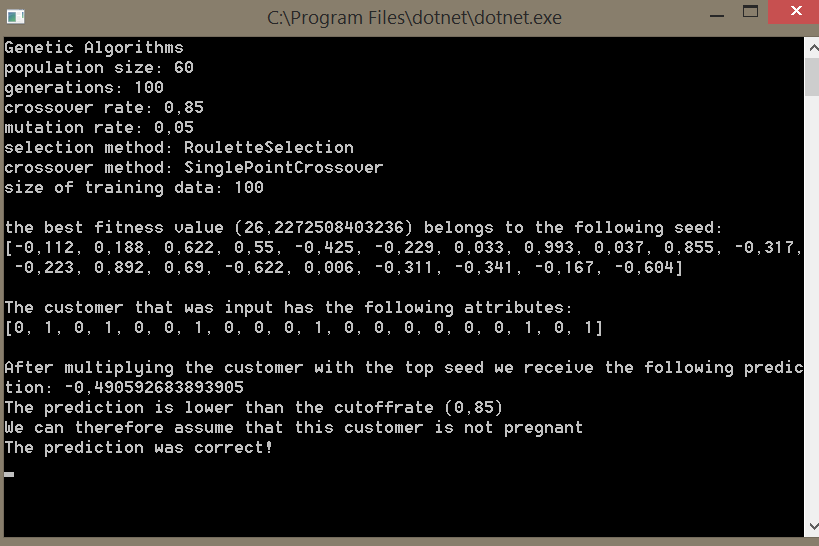 C:\Program Files\dotnet\dotnet.exe
Genetic Algorithms
population size: 60
generations: 100
crossover rate: 0,85
mutation rate: 0,05
selection method: RouletteSelection
crossover method: SinglePointCrossover
size of training data: 100
the best fitness value (26,2272508403236) belongs to the following seed:
[-0,112, 0,188, 0,622, 0,55, -0,425, -0,229, 0,033, 0,993, 0,037, 0,855, -0,317,
-0,223, 0,892, 0,69, -0,622, 0,006, -0,311, -0,341, -0,167, -0,604]
The customer that was input has the following attributes:
[0, 1, 0, 1, 0, 0, 1, 0, 0, 0, 1, 0, 0, 0, 0, 0, 0, 1, 0, 1]
After multiplying the customer with the top seed we receive the following predic
tion: -0,490592683893905
The prediction is lower than the cutoffrate (0,85)
We can therefore assume that this customer is not pregnant
The prediction was correct!